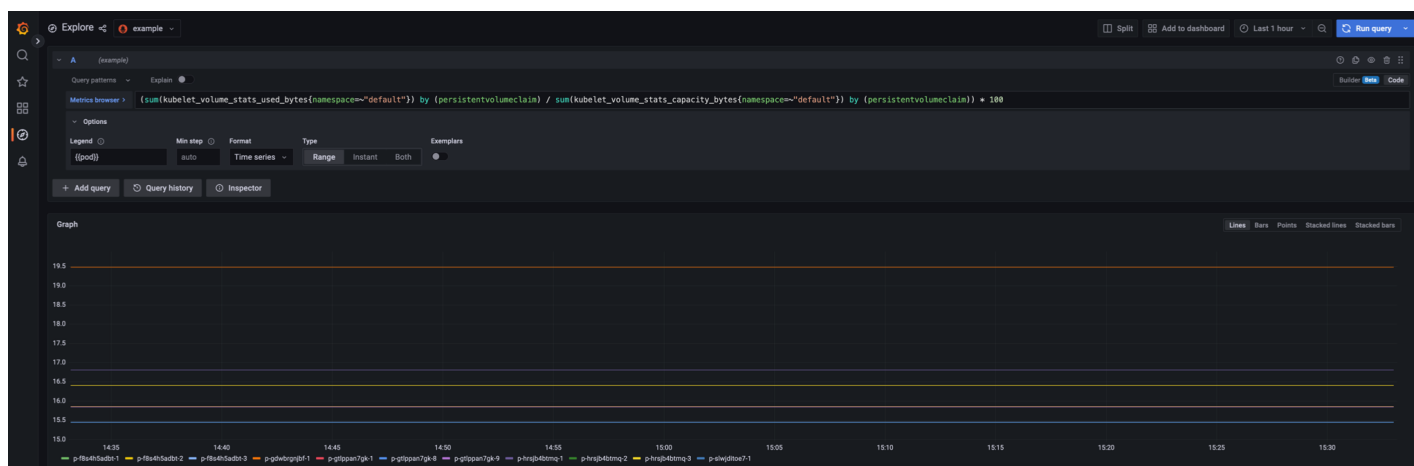 Explore example Split Add to dashboard Last 1 hour Run query
A (example)
Query patterns Explain Builder Beta Code
Metrics browser > (sum(kubelet_volume_stats_used_bytes{namespace=~"default"}) by (persistentvolumeclaim) / sum(kubelet_volume_stats_capacity_bytes{namespace=~"default"}) by (persistentvolumeclaim)) * 100
Options
Legend Min step Format Type Exemplars
{{pod}} auto Time series Range Instant Both
+ Add query Query history Inspector
Graph Lines Bars Points Stacked lines Stacked bars
19.5
19.0
18.5
18.0
17.5
17.0
16.5
16.0
15.5
15.0
14:35 14:40 14:45 14:50 14:55 15:00 15:05 15:10 15:15 15:20 15:25 15:30
p-f8s4h5adbt-1 p-f8s4h5adbt-2 p-f8s4h5adbt-3 p-gdwbrgnjbf-1 p-gtlppan7gk-1 p-gtlppan7gk-8 p-gtlppan7gk-9 p-hrsjb4btmq-1 p-hrsjb4btmq-2 p-hrsjb4btmq-3 p-slwjditoe7-1